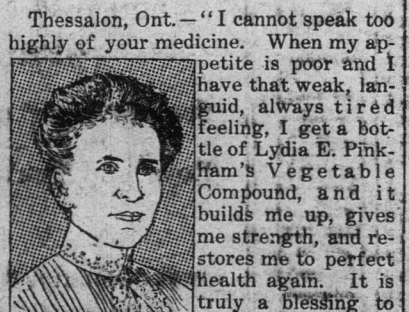 Thessalon, Ont.—"I cannot speak too
highly of your medicine. When my ap-
petite is poor and I
have that weak, lan-
guid, always tired
feeling, I get a bot-
tle of Lydia E. Pink-
ham's Vegetable
Compound, and it
builds me up, gives
me strength, and re-
stores me to perfect
health again. It is
truly a blessing to